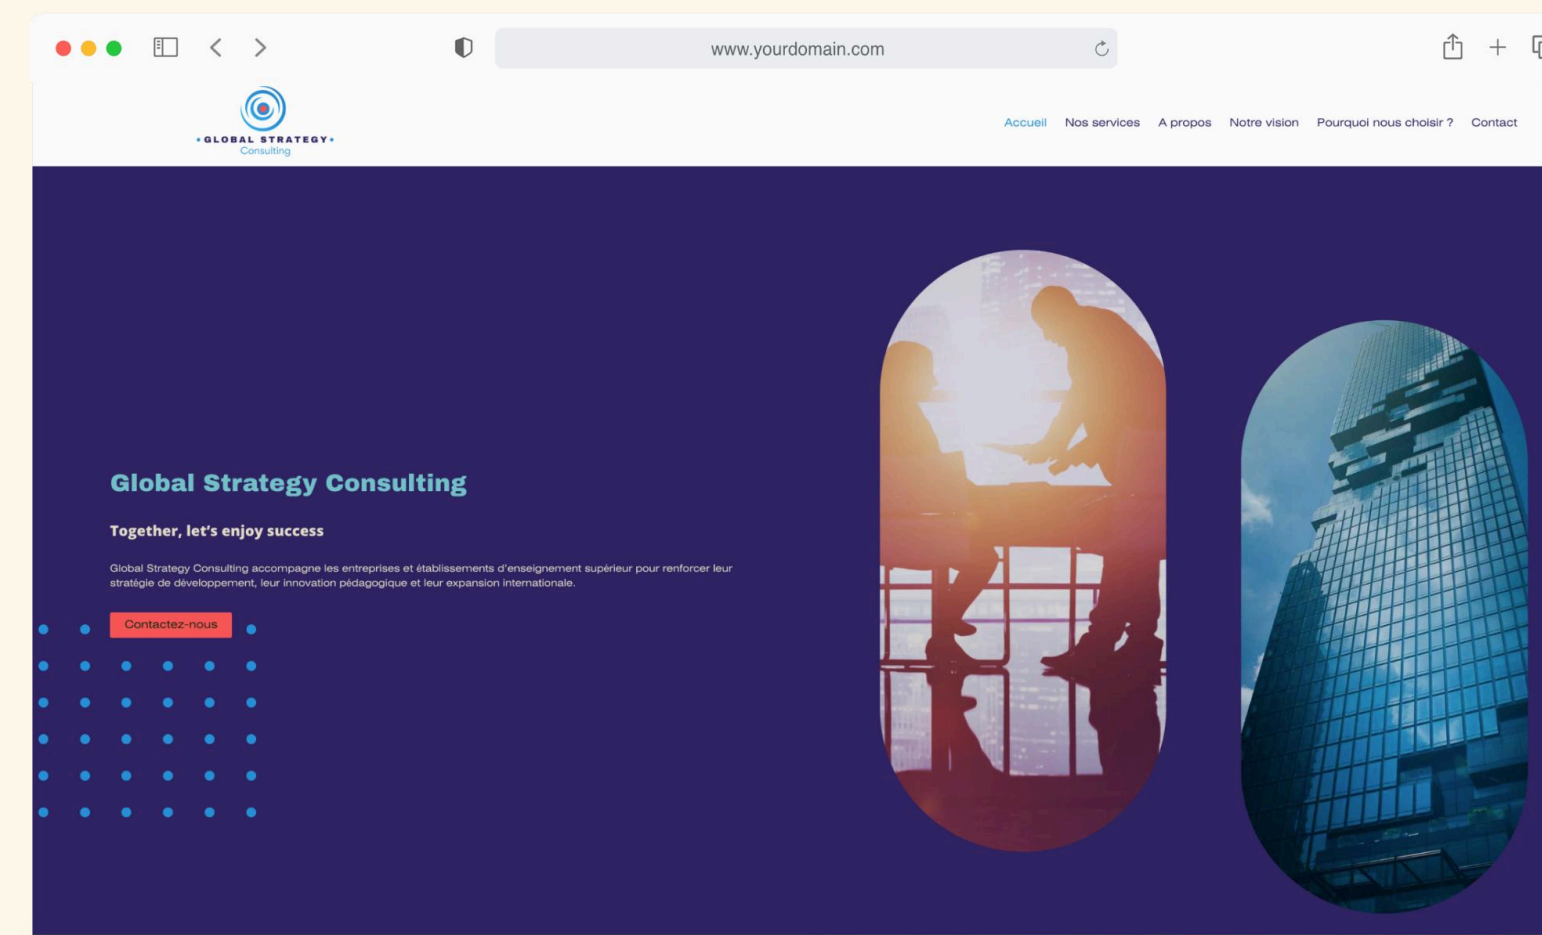 www.yourdomain.com
• GLOBAL STRATEGY •
Consulting
Accueil Nos services A propos Notre vision Pourquoi nous choisir ? Contact
Global Strategy Consulting
Together, let's enjoy success
Global Strategy Consulting accompagne les entreprises et établissements d'enseignement supérieur pour renforcer leur
stratégie de développement, leur innovation pédagogique et leur expansion internationale.
Contactez-nous